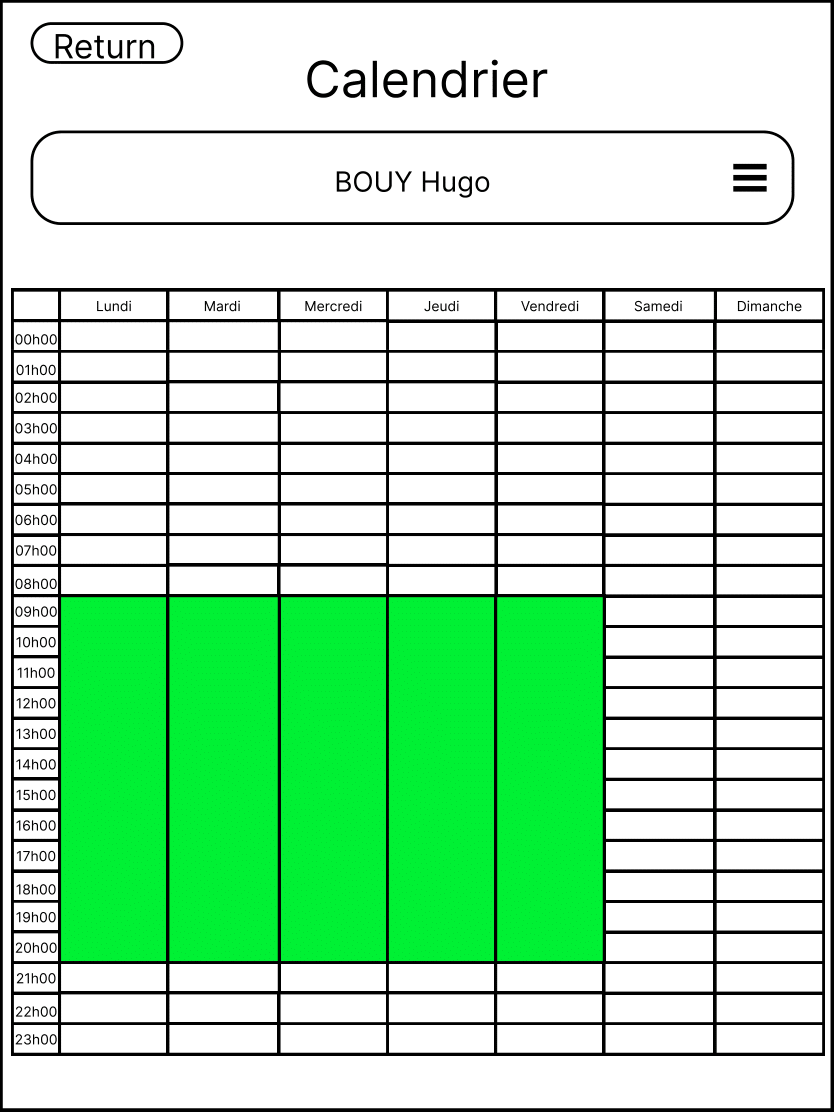 Return
Calendrier
BOUY Hugo
Lundi Mardi Mercredi Jeudi Vendredi Samedi Dimanche
00h00
01h00
02h00
03h00
04h00
05h00
06h00
07h00
08h00
09h00
10h00
11h00
12h00
13h00
14h00
15h00
16h00
17h00
18h00
19h00
20h00
21h00
22h00
23h00